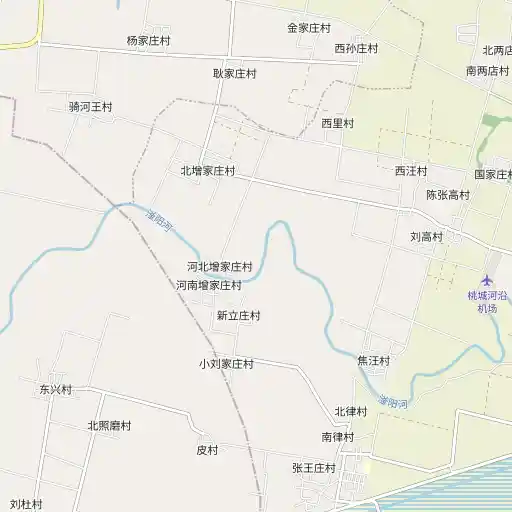 金家庄村
杨家庄村
西孙庄村
北两店村
耿家庄村
南两店村
骑河王村
西里村
北增家庄村
西汪村
国家庄村
陈张高村
滏阳河
刘高村
河北增家庄村
河南增家庄村
桃城河沿
机场
新立庄村
小刘家庄村
焦汪村
东兴村
滏阳河
北律村
北照磨村
南律村
皮村
张王庄村
刘杜村